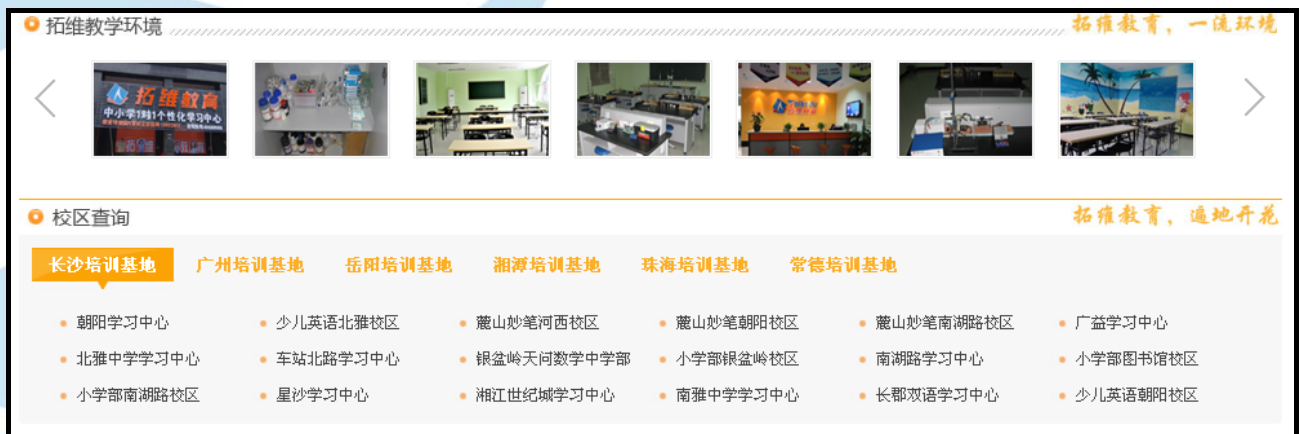 拓维教学环境
拓维教育，一流环境
拓维教育
中小学1对1个性化学习中心
校区查询
拓维教育，遍地开花
长沙培训基地 广州培训基地 岳阳培训基地 湘潭培训基地 珠海培训基地 常德培训基地
朝阳学习中心 少儿英语北雅校区 麓山妙笔河西校区 麓山妙笔朝阳校区 麓山妙笔南湖路校区 广益学习中心
北雅中学学习中心 车站北路学习中心 银盆岭天问数学中学部 小学部银盆岭校区 南湖路学习中心 小学部图书馆校区
小学部南湖路校区 星沙学习中心 湘江世纪城学习中心 南雅中学学习中心 长郡双语学习中心 少儿英语朝阳校区